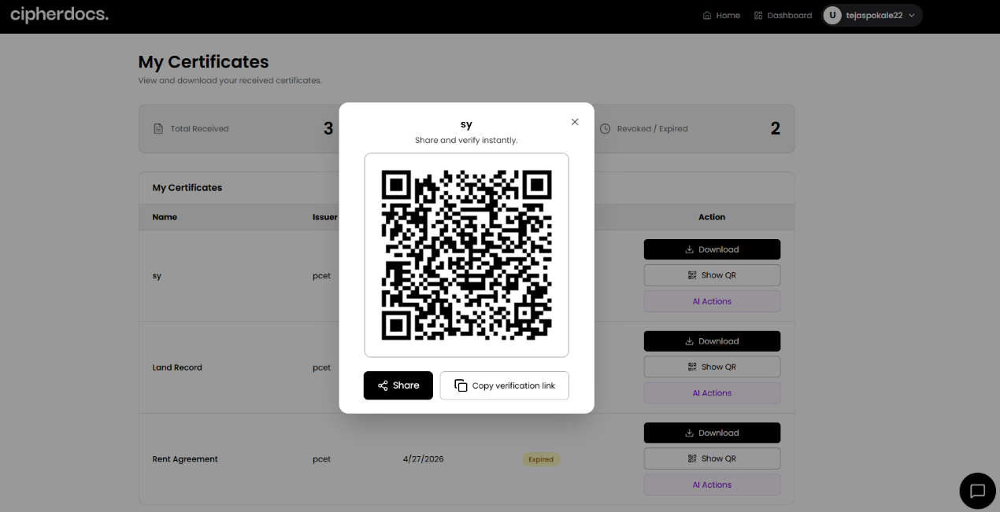 cipherdocs.
Home
Dashboard
U
tejaspokale22
My Certificates
View and download your received certificates.
Total Received
3
Revoked / Expired
2
sy
Share and verify instantly.
Share
Copy verification link
My Certificates
Name
Issuer
Action
sy
pcet
Download
Show QR
AI Actions
Land Record
pcet
Download
Show QR
AI Actions
Rent Agreement
pcet
4/27/2026
Expired
Download
Show QR
AI Actions